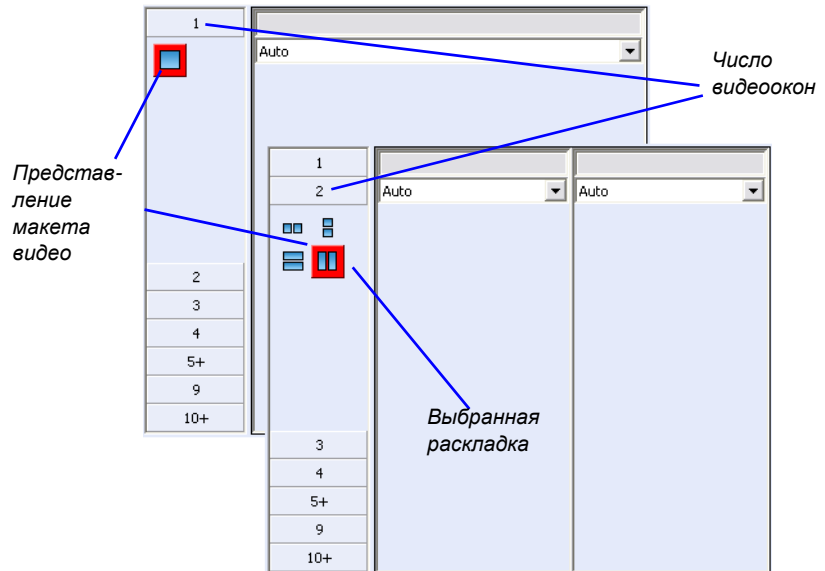 1
Auto
Число
видеоокон
Представ-
ление
макета
видео
2
3
4
5+
9
10+
1
2
Auto
Auto
Выбранная
раскладка
3
4
5+
9
10+